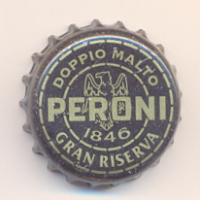 DOPPIO MALTO
PERONI
1846
GRAN RISERVA